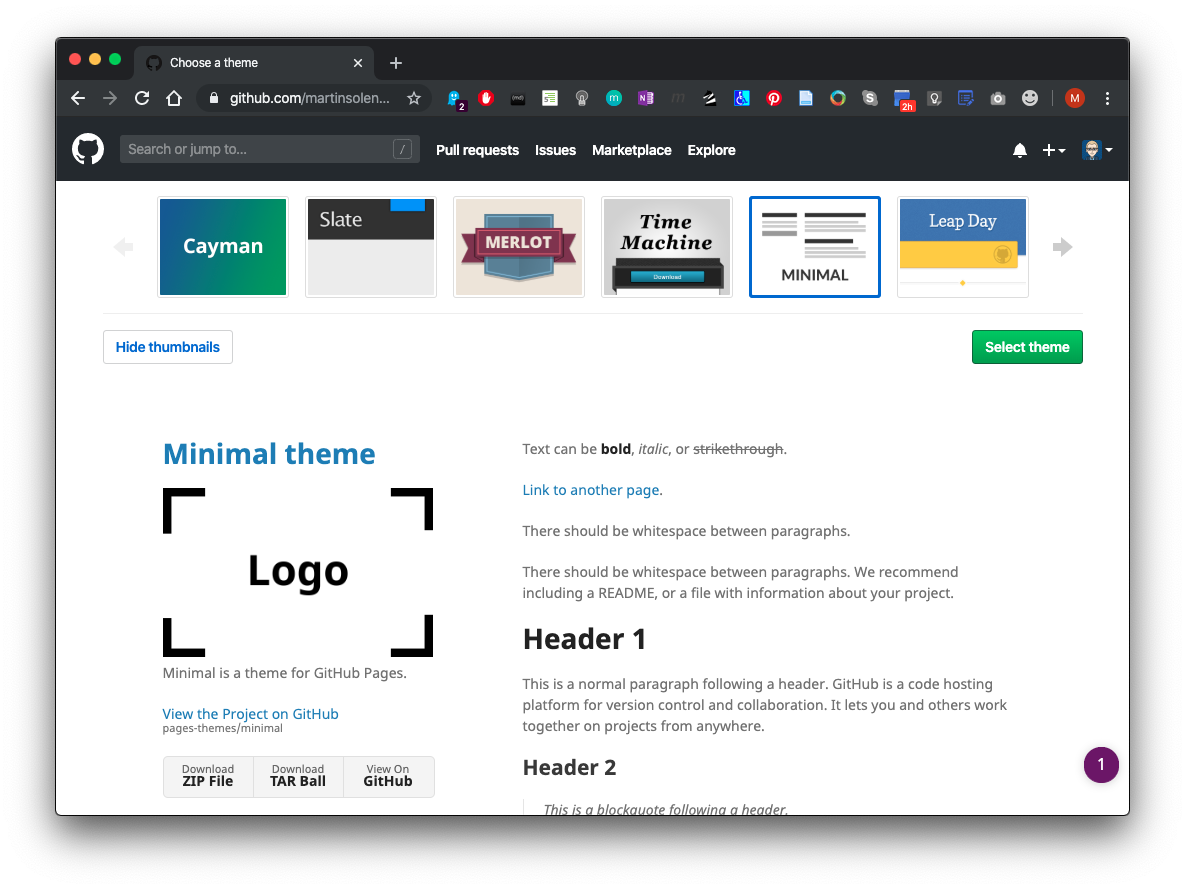 Choose a theme
github.com/martinsolen...
2
2h
M
Search or jump to...
/
Pull requests
Issues
Marketplace
Explore
Cayman
Slate
MERLOT
Time
Machine
Download
MINIMAL
Leap Day
Hide thumbnails
Select theme
Minimal theme
Logo
Minimal is a theme for GitHub Pages.
View the Project on GitHub
pages-themes/minimal
Download
ZIP File
Download
TAR Ball
View On
GitHub
Text can be bold, italic, or strikethrough.
Link to another page.
There should be whitespace between paragraphs.
There should be whitespace between paragraphs. We recommend
including a README, or a file with information about your project.
Header 1
This is a normal paragraph following a header. GitHub is a code hosting
platform for version control and collaboration. It lets you and others work
together on projects from anywhere.
Header 2
This is a blockquote following a header.
1